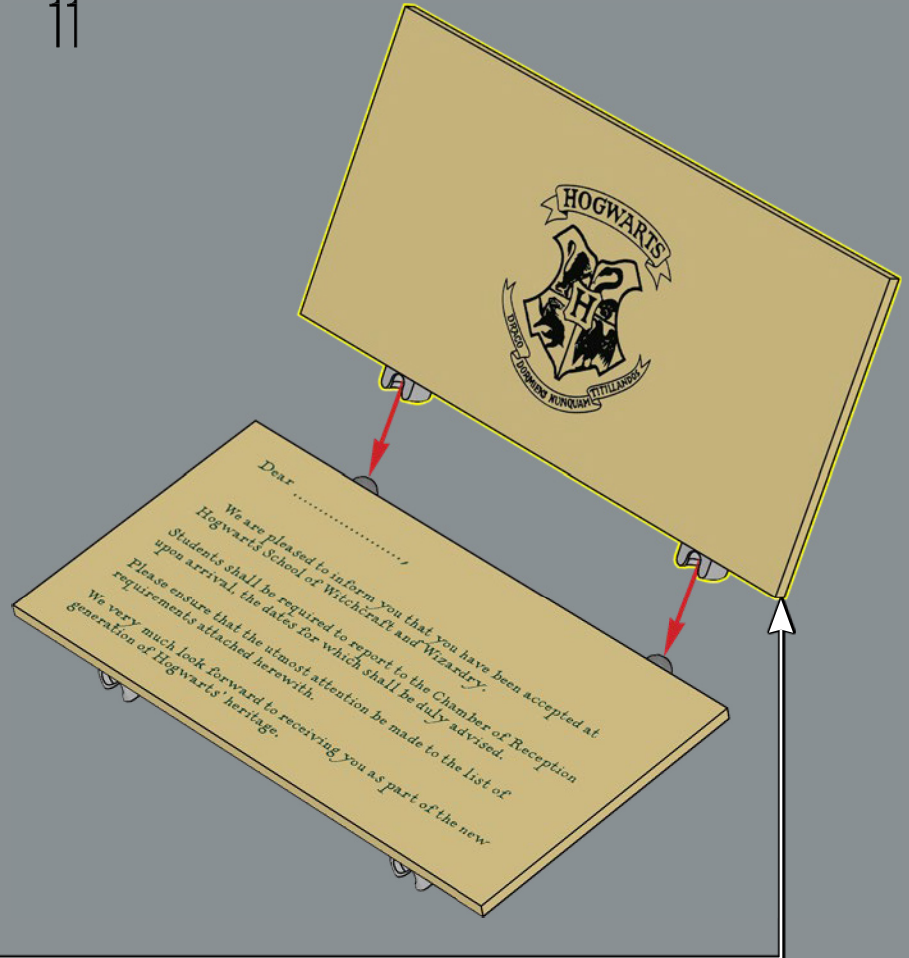 11
HOGWARTS
H
DRACO
DORMIENS NUNQUAM
TITILLANDUS
Dear ......................,
We are pleased to inform you that you have been accepted at
Hogwarts School of Witchcraft and Wizardry.
Students shall be required to report to the Chamber of Reception
upon arrival, the dates for which shall be duly advised.
Please ensure that the utmost attention be made to the list of
requirements attached herewith.
We very much look forward to receiving you as part of the new
generation of Hogwarts' heritage.